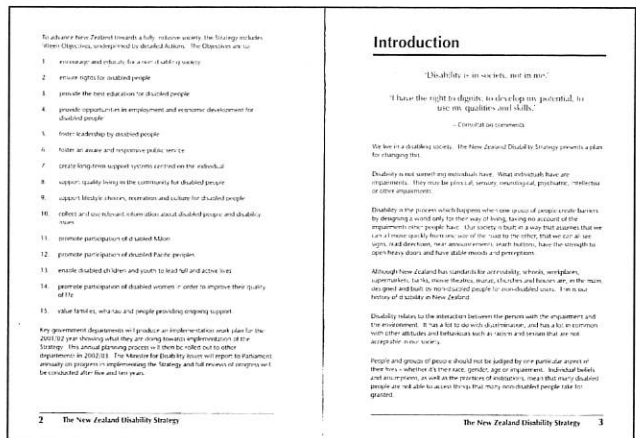 To advance New Zealand towards a fully inclusive society, the Strategy includes
fifteen Objectives, underpinned by detailed Actions. The Objectives are to:
1. encourage and educate for a non-disabling society
2. ensure rights for disabled people
3. provide the best education for disabled people
4. provide opportunities in employment and economic development for
disabled people
5. foster leadership by disabled people
6. foster an aware and responsive public service
7. create long-term support systems centred on the individual
8. support quality living in the community for disabled people
9. support lifestyle choices, recreation and culture for disabled people
10. collect and use relevant information about disabled people and disability
issues
11. promote participation of disabled Māori
12. promote participation of disabled Pacific peoples
13. enable disabled children and youth to lead full and active lives
14. promote participation of disabled women in order to improve their quality
of life
15. value families, whānau and people providing ongoing support.
Key government departments will produce an implementation work plan for the
2001/02 year showing what they are doing towards implementation of the
Strategy. This annual planning process will then be rolled out to other
departments in 2002/03. The Minister for Disability Issues will report to Parliament
annually on progress in implementing the Strategy and full reviews of progress will
be conducted after five and ten years.
2 The New Zealand Disability Strategy
Introduction
'Disability is in society, not in me.'
'I have the right to dignity, to develop my potential, to
use my qualities and skills.'
– Consultation comments
We live in a disabling society. The New Zealand Disability Strategy presents a plan
for changing this.
Disability is not something individuals have. What individuals have are
impairments. They may be physical, sensory, neurological, psychiatric, intellectual
or other impairments.
Disability is the process which happens when one group of people create barriers
by designing a world only for their way of living, taking no account of the
impairments other people have. Our society is built in a way that assumes that we
can all move quickly from one side of the road to the other; that we can all see
signs, read directions, hear announcements, reach buttons, have the strength to
open heavy doors and have stable moods and perceptions.
Although New Zealand has standards for accessibility, schools, workplaces,
supermarkets, banks, movie theatres, marae, churches and houses are, in the main,
designed and built by non-disabled people for non-disabled users. This is our
history of disability in New Zealand.
Disability relates to the interaction between the person with the impairment and
the environment. It has a lot to do with discrimination, and has a lot in common
with other attitudes and behaviours such as racism and sexism that are not
acceptable in our society.
People and groups of people should not be judged by one particular aspect of
their lives – whether it's their race, gender, age or impairment. Individual beliefs
and assumptions, as well as the practices of institutions, mean that many disabled
people are not able to access things that many non-disabled people take for
granted.
The New Zealand Disability Strategy 3